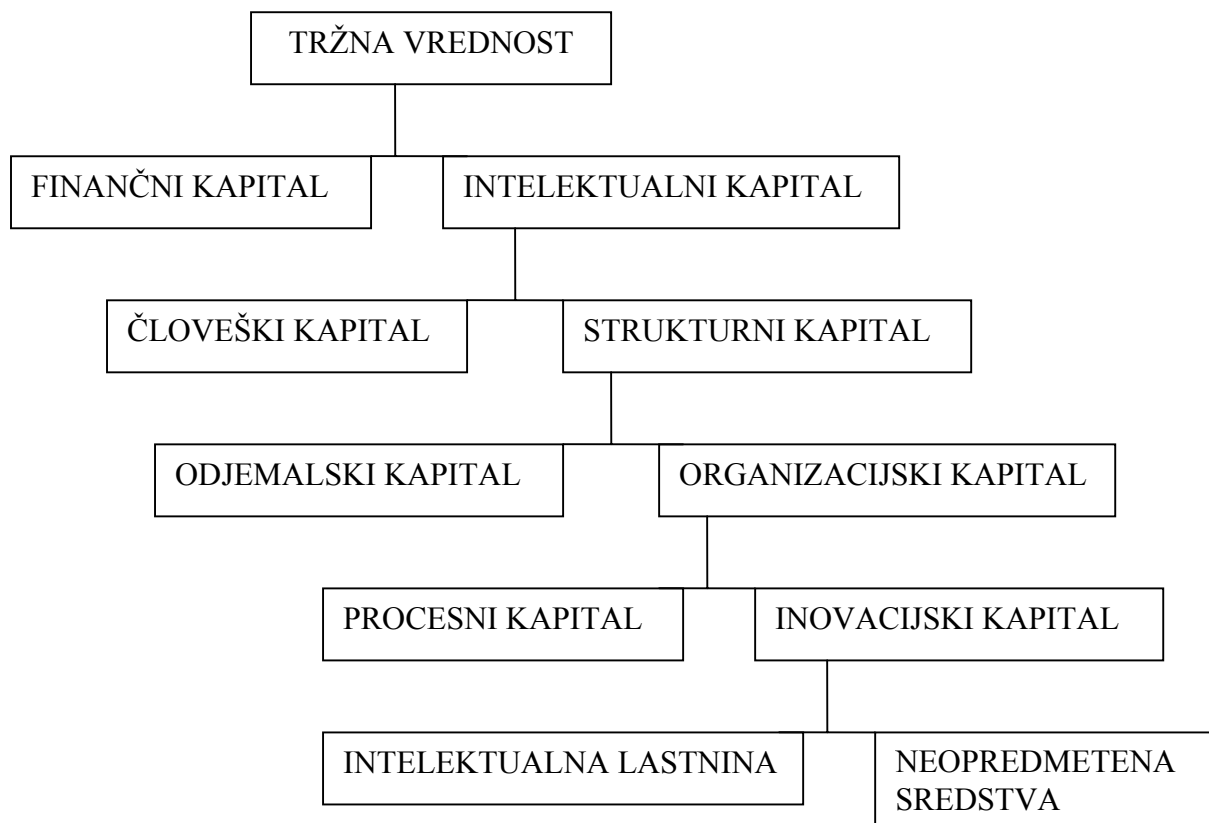 TRŽNA VREDNOST
FINANČNI KAPITAL
INTELEKTUALNI KAPITAL
ČLOVEŠKI KAPITAL
STRUKTURNI KAPITAL
ODJEMALSKI KAPITAL
ORGANIZACIJSKI KAPITAL
PROCESNI KAPITAL
INOVACIJSKI KAPITAL
INTELEKTUALNA LASTNINA
NEOPREDMETENA
SREDSTVA